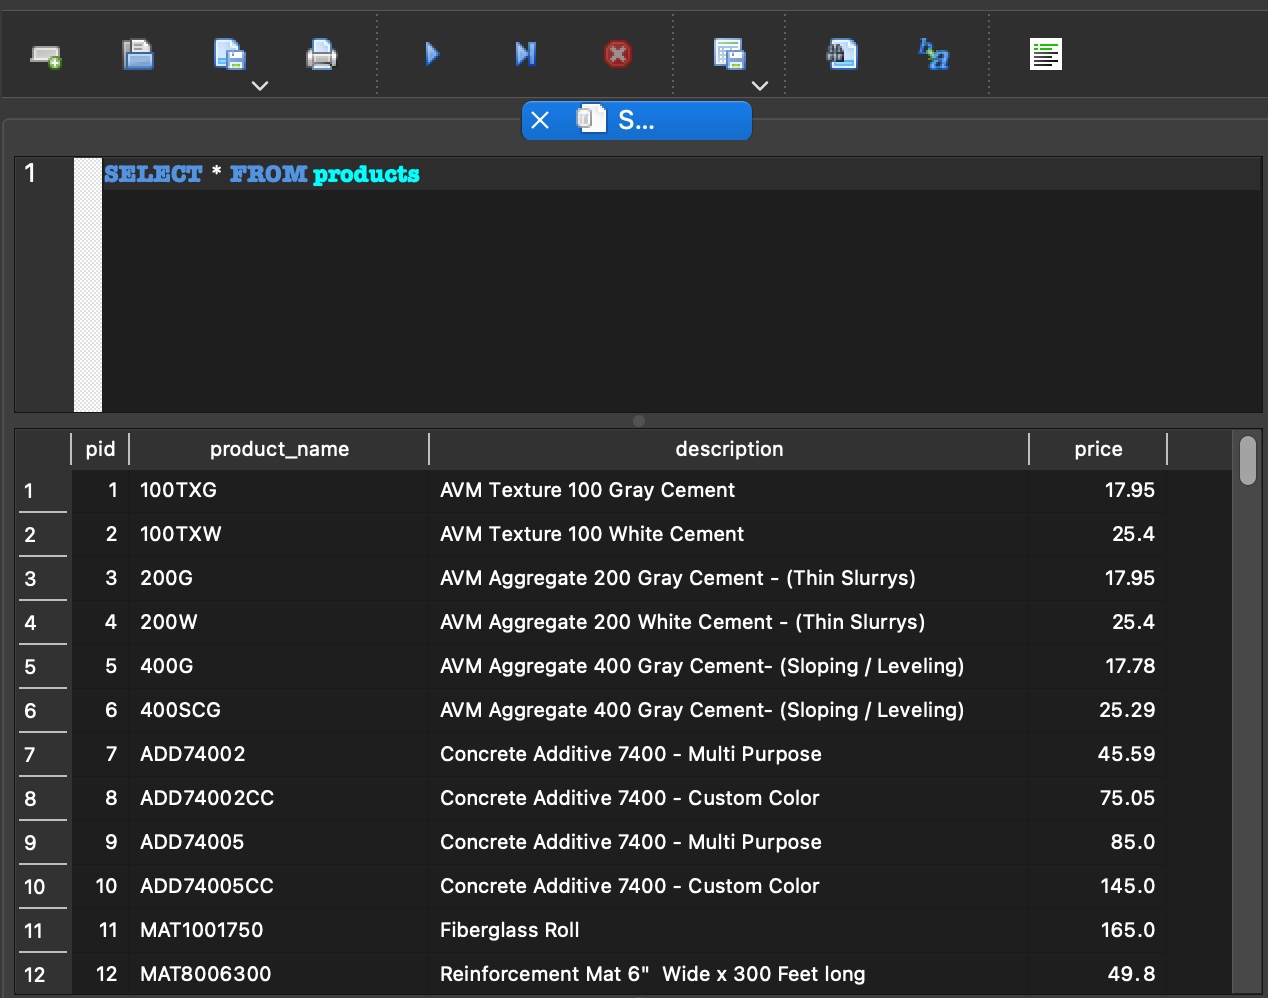 S...
1 SELECT * FROM products
pid product_name description price
1 1 100TXG AVM Texture 100 Gray Cement 17.95
2 2 100TXW AVM Texture 100 White Cement 25.4
3 3 200G AVM Aggregate 200 Gray Cement - (Thin Slurrys) 17.95
4 4 200W AVM Aggregate 200 White Cement - (Thin Slurrys) 25.4
5 5 400G AVM Aggregate 400 Gray Cement- (Sloping / Leveling) 17.78
6 6 400SCG AVM Aggregate 400 Gray Cement- (Sloping / Leveling) 25.29
7 7 ADD74002 Concrete Additive 7400 - Multi Purpose 45.59
8 8 ADD74002CC Concrete Additive 7400 - Custom Color 75.05
9 9 ADD74005 Concrete Additive 7400 - Multi Purpose 85.0
10 10 ADD74005CC Concrete Additive 7400 - Custom Color 145.0
11 11 MAT1001750 Fiberglass Roll 165.0
12 12 MAT8006300 Reinforcement Mat 6"  Wide x 300 Feet long 49.8